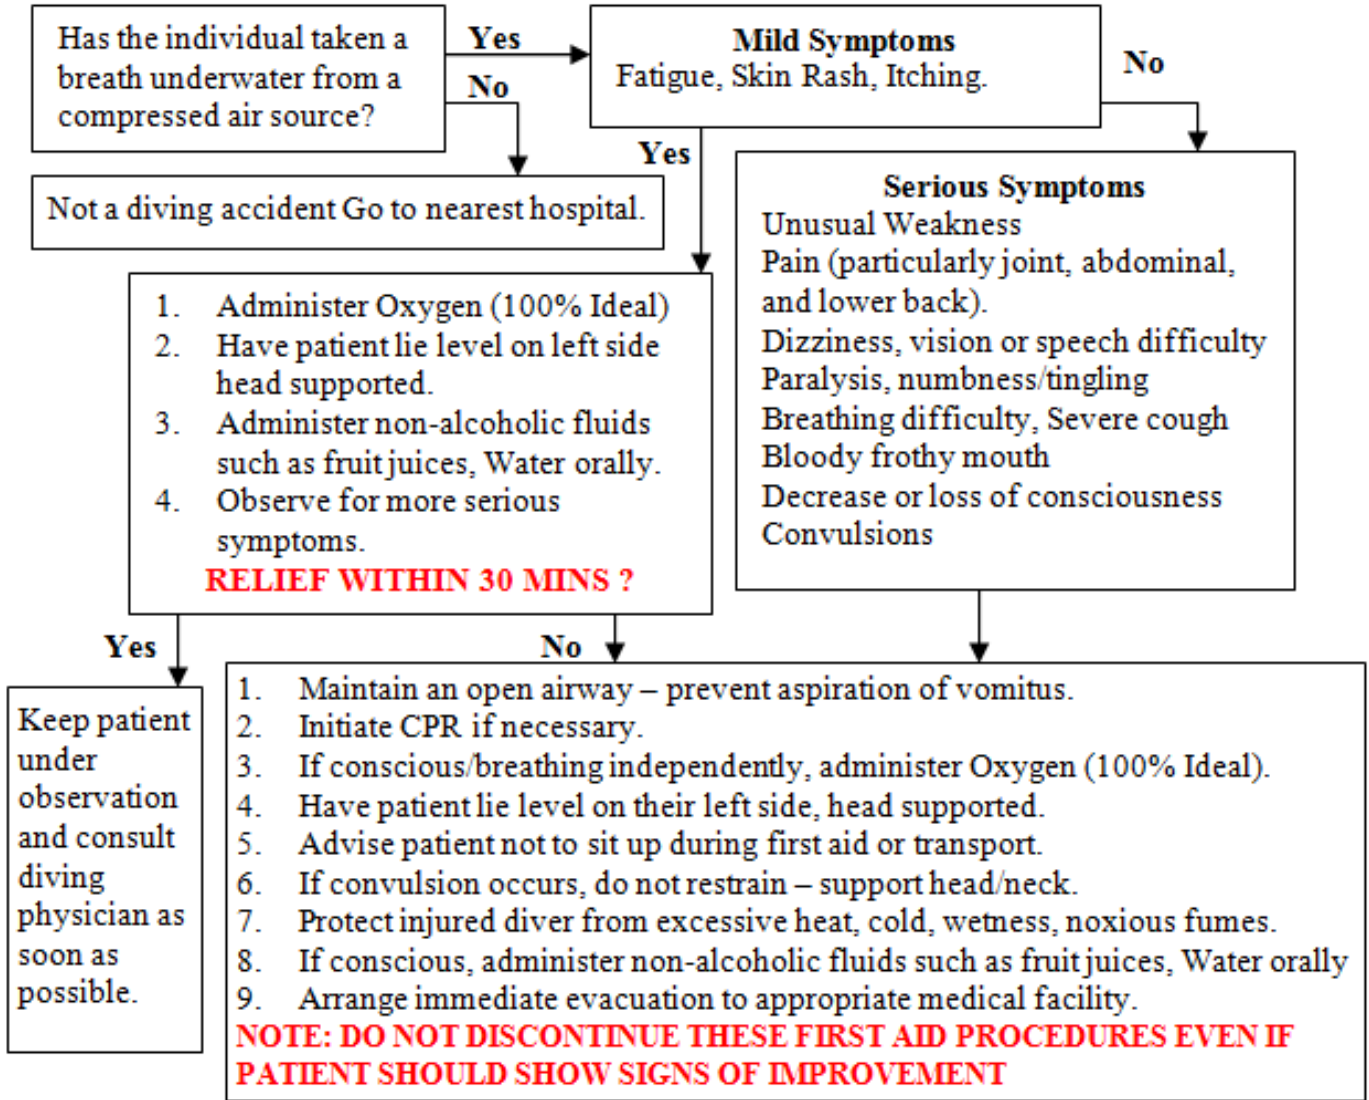 Has the individual taken a
breath underwater from a
compressed air source?
Yes
No
Mild Symptoms
Fatigue, Skin Rash, Itching.
No
Yes
Not a diving accident Go to nearest hospital.
Serious Symptoms
Unusual Weakness
Pain (particularly joint, abdominal,
and lower back).
Dizziness, vision or speech difficulty
Paralysis, numbness/tingling
Breathing difficulty, Severe cough
Bloody frothy mouth
Decrease or loss of consciousness
Convulsions
1. Administer Oxygen (100% Ideal)
2. Have patient lie level on left side
head supported.
3. Administer non-alcoholic fluids
such as fruit juices, Water orally.
4. Observe for more serious
symptoms.
RELIEF WITHIN 30 MINS ?
Yes
No
Keep patient
under
observation
and consult
diving
physician as
soon as
possible.
1. Maintain an open airway – prevent aspiration of vomitus.
2. Initiate CPR if necessary.
3. If conscious/breathing independently, administer Oxygen (100% Ideal).
4. Have patient lie level on their left side, head supported.
5. Advise patient not to sit up during first aid or transport.
6. If convulsion occurs, do not restrain – support head/neck.
7. Protect injured diver from excessive heat, cold, wetness, noxious fumes.
8. If conscious, administer non-alcoholic fluids such as fruit juices, Water orally
9. Arrange immediate evacuation to appropriate medical facility.
NOTE: DO NOT DISCONTINUE THESE FIRST AID PROCEDURES EVEN IF
PATIENT SHOULD SHOW SIGNS OF IMPROVEMENT